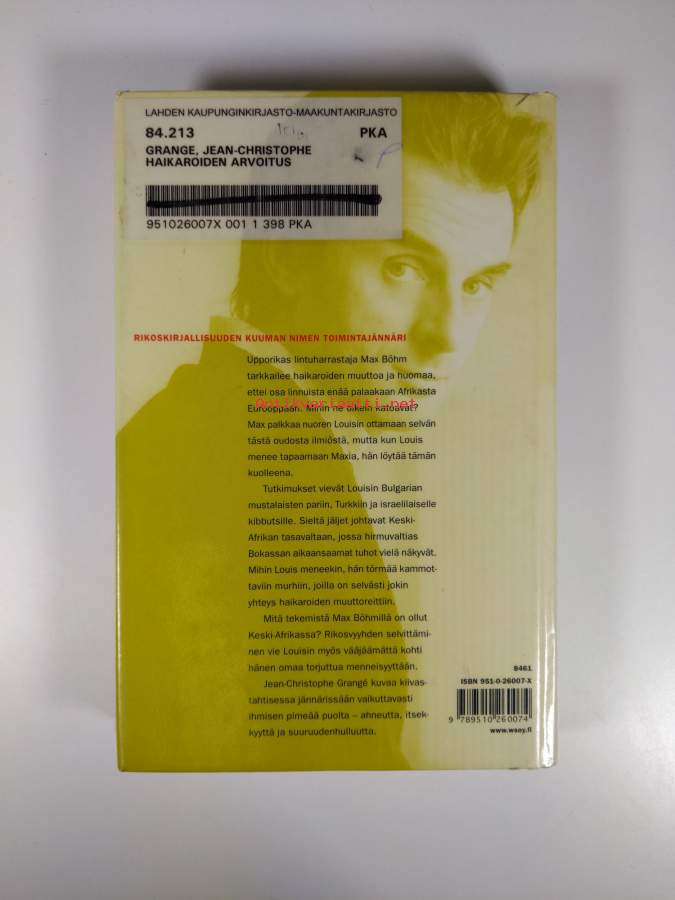 LAHDEN KAUPUNGINKIRJASTO-MAAKUNTAKIRJASTO
84.213 PKA
GRANGE, JEAN-CHRISTOPHE
HAIKAROIDEN ARVOITUS
951026007X 001 1 398 PKA
RIKOSKIRJALLISUUDEN KUUMAN NIMEN TOIMINTAJÄNNÄRI
Upporikas lintuharrastaja Max Böhm
tarkkailee haikaroiden muuttoa ja huomaa,
ettei osa linnuista enää palaakaan Afrikasta
Antikvariaatti.net
Eurooppaan. Mihin ne oikein katoavat?
Max palkkaa nuoren Louisin ottamaan selvän
tästä oudosta ilmiöstä, mutta kun Louis
menee tapaamaan Maxia, hän löytää tämän
kuolleena.
Tutkimukset vievät Louisin Bulgarian
mustalaisten pariin, Turkkiin ja israelilaiselle
kibbutsille. Sieltä jäljet johtavat Keski-
Afrikan tasavaltaan, jossa hirmuvaltias
Bokassan aikaansaamat tuhot vielä näkyvät.
Mihin Louis meneekin, hän törmää kammot-
taviin murhiin, joilla on selvästi jokin
yhteys haikaroiden muuttoreittiin.
Mitä tekemistä Max Böhmillä on ollut
Keski-Afrikassa? Rikosvyyhden selvittämi-
nen vie Louisin myös vääjäämättä kohti
hänen omaa torjuttua menneisyyttään.
Jean-Christophe Grangé kuvaa kiivas-
tahtisessa jännärissään vaikuttavasti
ihmisen pimeää puolta – ahneutta, itsek-
kyyttä ja suuruudenhulluutta.
8461
ISBN 951-0-26007-X
9 789510 260074
www.wsoy.fi